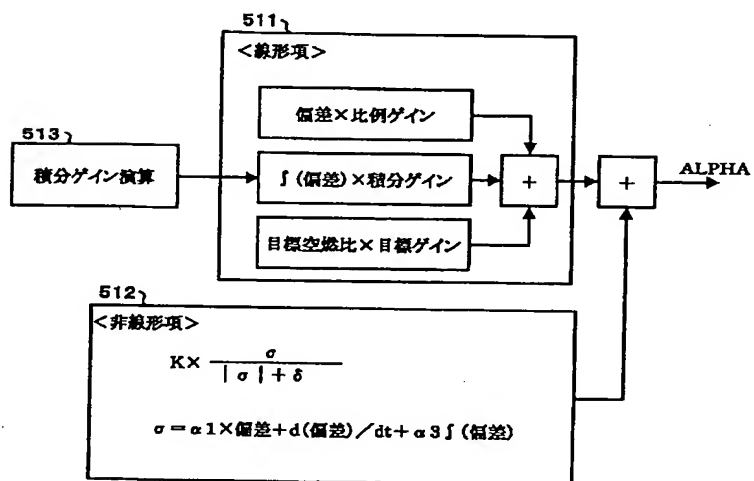 511
＜線形項＞
偏差×比例ゲイン
513
積分ゲイン演算
∫(偏差)×積分ゲイン
+
+
ALPHA
目標空燃比×目標ゲイン
512
＜非線形項＞
K× σ
|σ|+δ
σ=α1×偏差+d(偏差)／dt+α3∫(偏差)